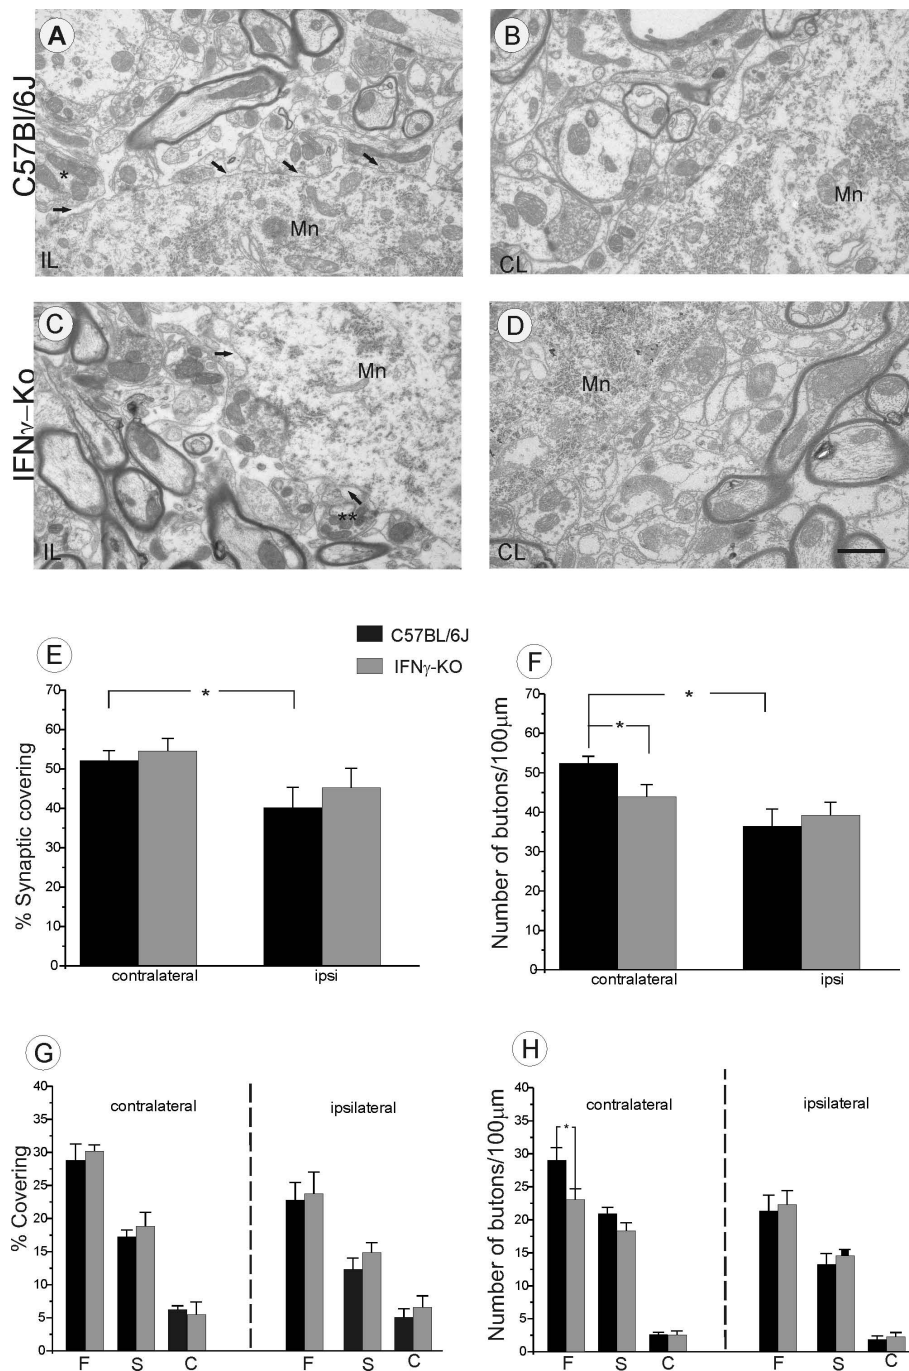 A
B
C57Bl/6J
*
Mn
Mn
IL
CL
C
D
IFNγ–Ko
Mn
Mn
**
IL
CL
E
C57BL/6J
IFNγ-KO
F
% Synaptic covering
70
60
50
40
30
20
10
0
*
contralateral
ipsi
Number of butons/100µm
70
60
50
40
30
20
10
0
*
*
contralateral
ipsi
G
% Covering
40
35
30
25
20
15
10
5
0
contralateral
ipsilateral
F S C F S C
H
Number of butons/100µm
40
35
30
25
20
15
10
5
0
contralateral
ipsilateral
*
F S C F S C